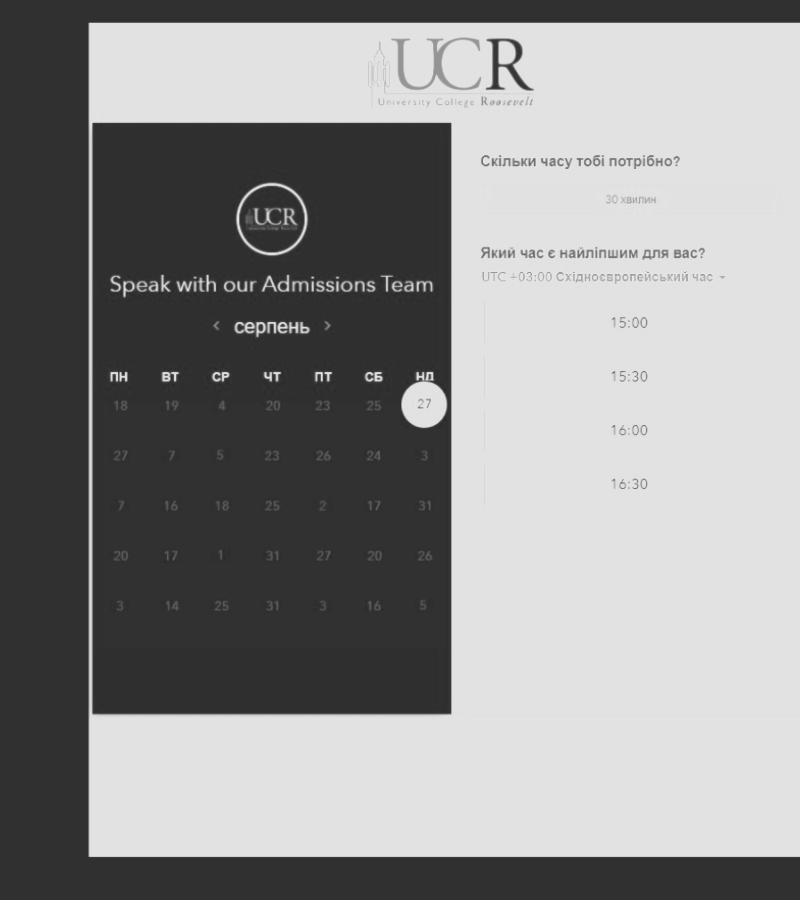 UCR
University College Roosevelt
UCR
Speak with our Admissions Team
< серпень >
ПН ВТ СР ЧТ ПТ СБ НД
18 19 4 20 23 25 27
27 7 5 23 26 24 3
7 16 18 25 2 17 31
20 17 1 31 27 20 26
3 14 25 31 3 16 5
Скільки часу тобі потрібно?
30 хвилин
Який час є найліпшим для вас?
UTC +03:00 Східноєвропейський час
15:00
15:30
16:00
16:30